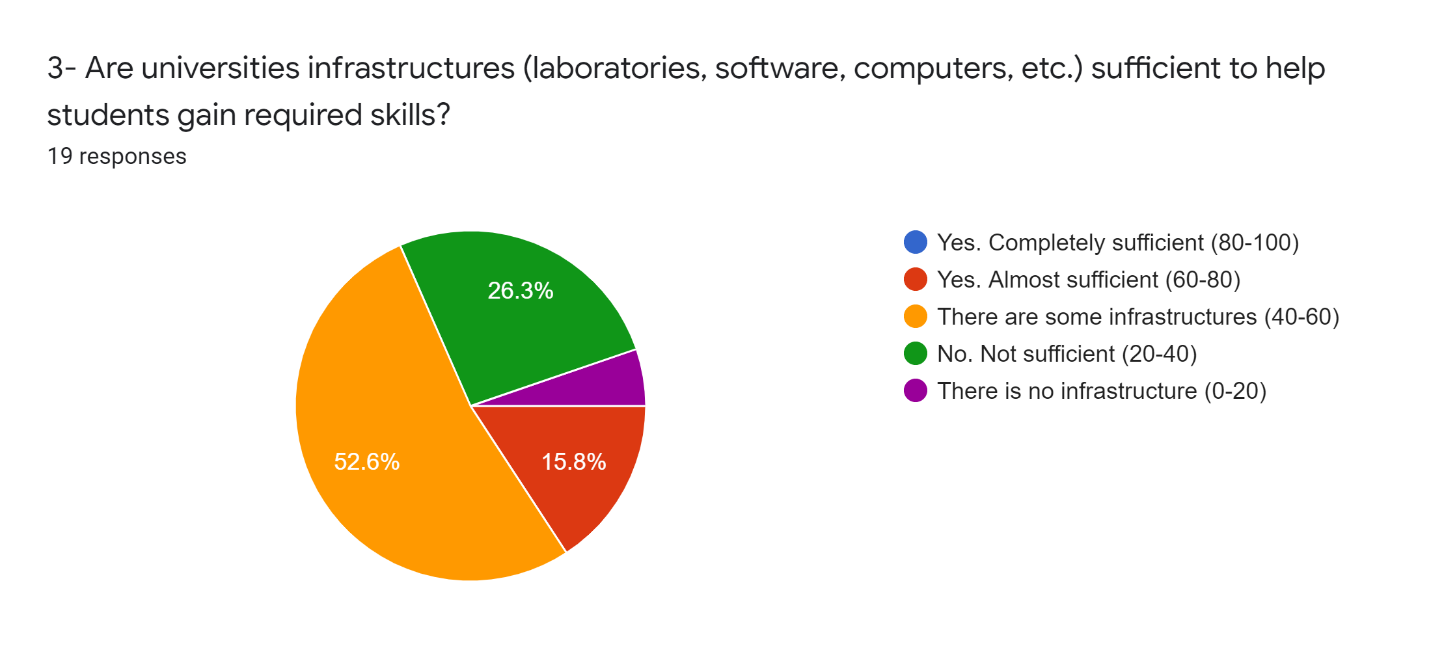 3- Are universities infrastructures (laboratories, software, computers, etc.) sufficient to help
students gain required skills?
19 responses
26.3%
52.6%
15.8%
Yes. Completely sufficient (80-100)
Yes. Almost sufficient (60-80)
There are some infrastructures (40-60)
No. Not sufficient (20-40)
There is no infrastructure (0-20)